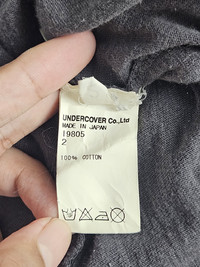 UNDERCOVER Co.,Ltd
MADE IN JAPAN
19805
2
100% COTTON